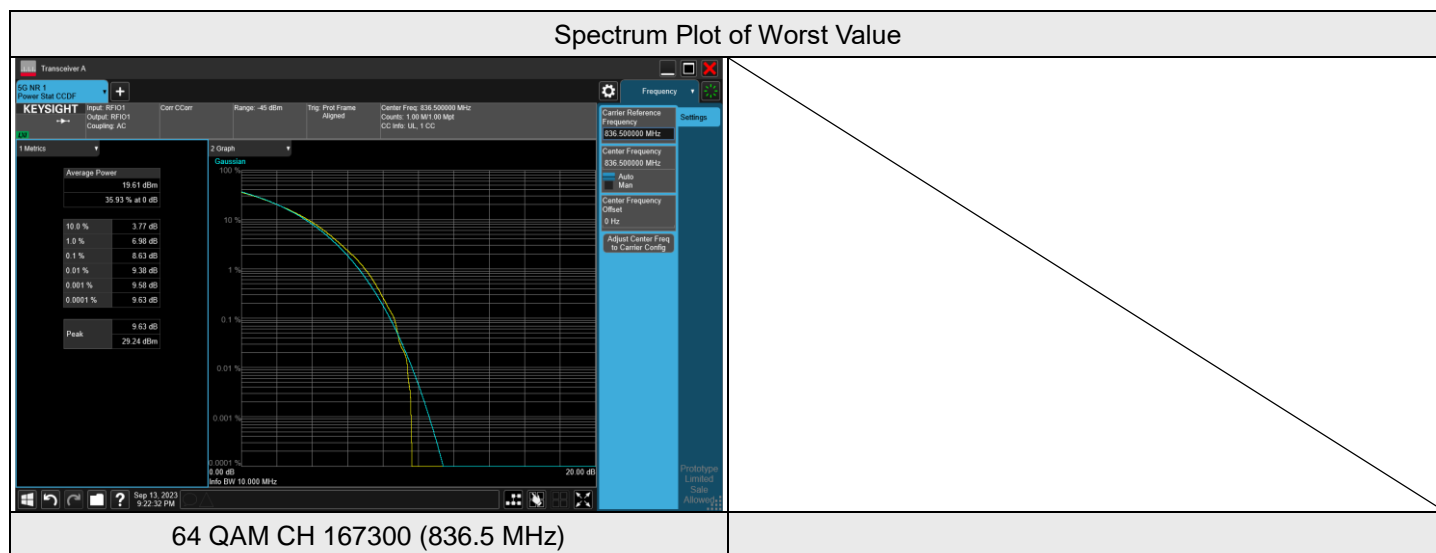 Spectrum Plot of Worst Value
Transceiver A
5G NR 1
Power Stat CCDF
Frequency
KEYSIGHT
Input: RFIO1
Output: RFIO1
Coupling: AC
Corr CCorr
Range: -45 dBm
Trig: Prot Frame
Aligned
Center Freq: 836.500000 MHz
Counts: 1.00 M/1.00 Mpt
CC Info: UL, 1 CC
LXI
1 Metrics
Average Power
19.61 dBm
35.93 % at 0 dB
10.0 % 3.77 dB
1.0 % 6.98 dB
0.1 % 8.63 dB
0.01 % 9.38 dB
0.001 % 9.58 dB
0.0001 % 9.63 dB
Peak
9.63 dB
29.24 dBm
2 Graph
Gaussian
100 %
10 %
1 %
0.1 %
0.01 %
0.001 %
0.0001 %
0.00 dB
20.00 dB
Info BW 10.000 MHz
Carrier Reference
Frequency
836.500000 MHz
Settings
Center Frequency
836.500000 MHz
Auto
Man
Center Frequency
Offset
0 Hz
Adjust Center Freq
to Carrier Config
Prototype
Limited
Sale
Allowed
?
Sep 13, 2023
9:22:32 PM
64 QAM CH 167300 (836.5 MHz)